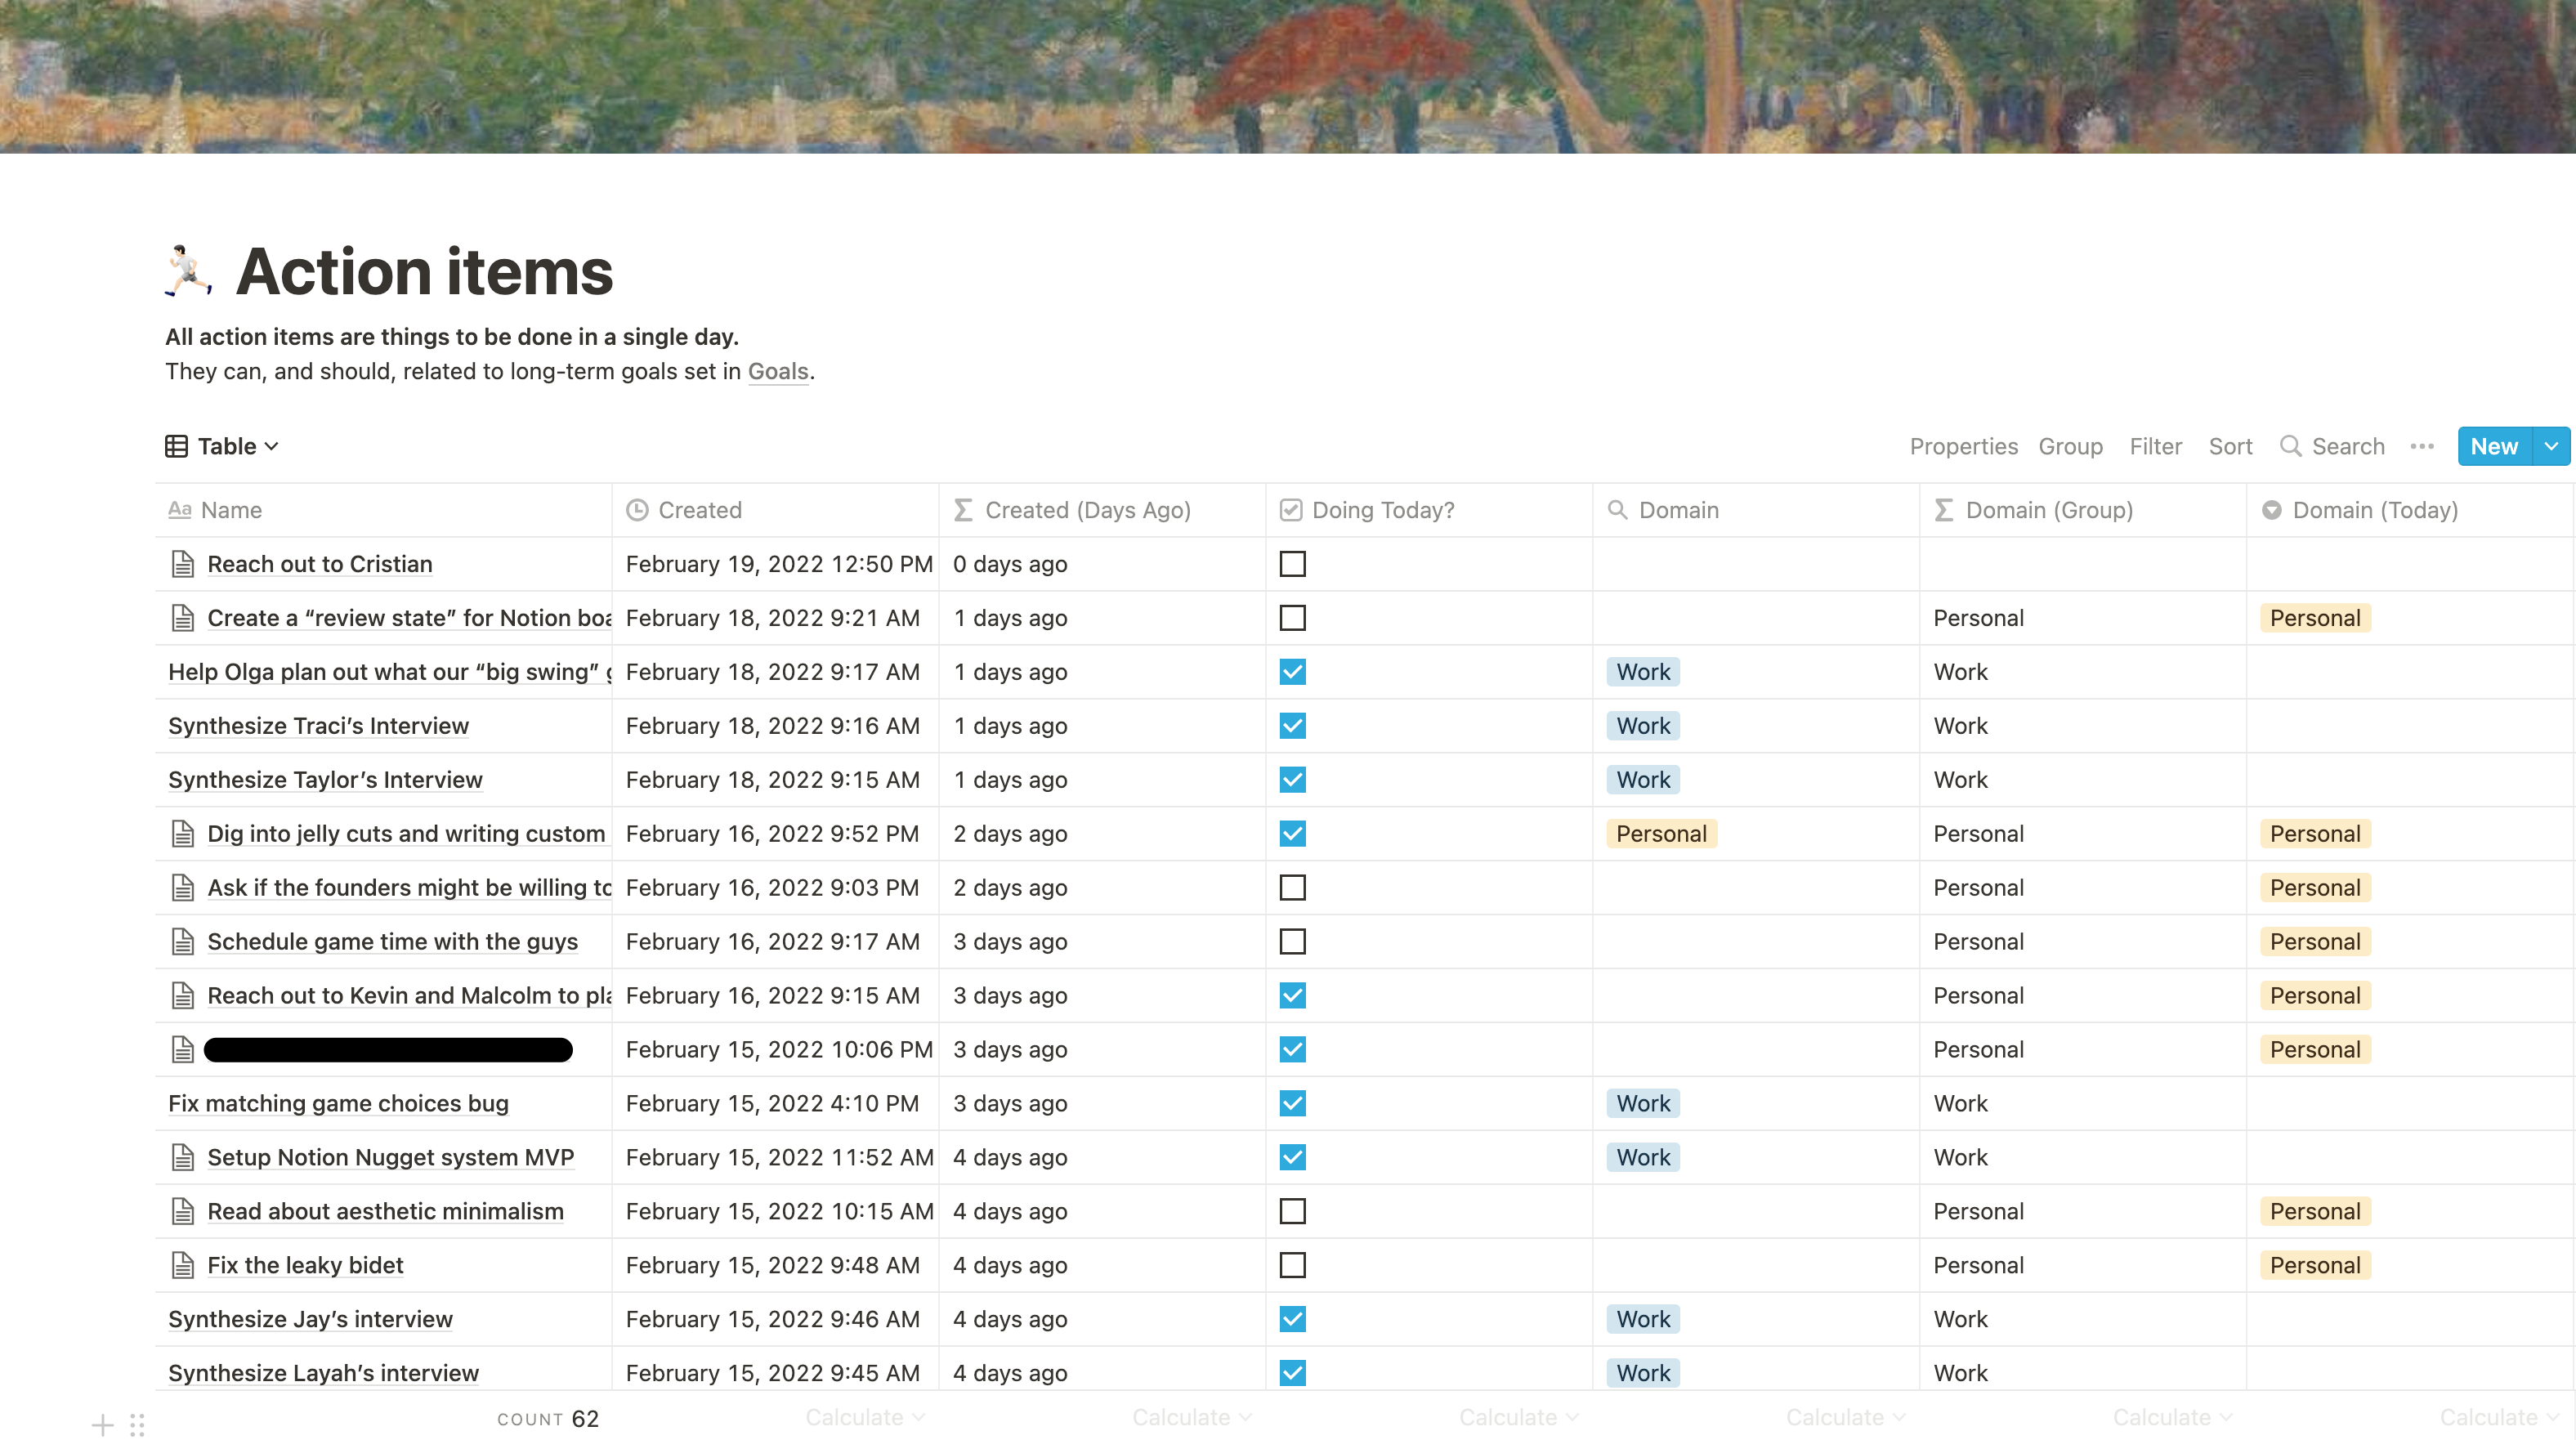 Action items
All action items are things to be done in a single day.
They can, and should, related to long-term goals set in Goals.
Table Properties Group Filter Sort Search New
Aa Name Created Created (Days Ago) Doing Today? Domain Domain (Group) Domain (Today)
Reach out to Cristian February 19, 2022 12:50 PM 0 days ago
Create a “review state” for Notion boa February 18, 2022 9:21 AM 1 days ago Personal Personal
Help Olga plan out what our “big swing” g February 18, 2022 9:17 AM 1 days ago Work Work
Synthesize Traci’s Interview February 18, 2022 9:16 AM 1 days ago Work Work
Synthesize Taylor’s Interview February 18, 2022 9:15 AM 1 days ago Work Work
Dig into jelly cuts and writing custom February 16, 2022 9:52 PM 2 days ago Personal Personal Personal
Ask if the founders might be willing to February 16, 2022 9:03 PM 2 days ago Personal Personal
Schedule game time with the guys February 16, 2022 9:17 AM 3 days ago Personal Personal
Reach out to Kevin and Malcolm to pla February 16, 2022 9:15 AM 3 days ago Personal Personal
February 15, 2022 10:06 PM 3 days ago Personal Personal
Fix matching game choices bug February 15, 2022 4:10 PM 3 days ago Work Work
Setup Notion Nugget system MVP February 15, 2022 11:52 AM 4 days ago Work Work
Read about aesthetic minimalism February 15, 2022 10:15 AM 4 days ago Personal Personal
Fix the leaky bidet February 15, 2022 9:48 AM 4 days ago Personal Personal
Synthesize Jay’s interview February 15, 2022 9:46 AM 4 days ago Work Work
Synthesize Layah’s interview February 15, 2022 9:45 AM 4 days ago Work Work
COUNT 62 Calculate Calculate Calculate Calculate Calculate Calculate